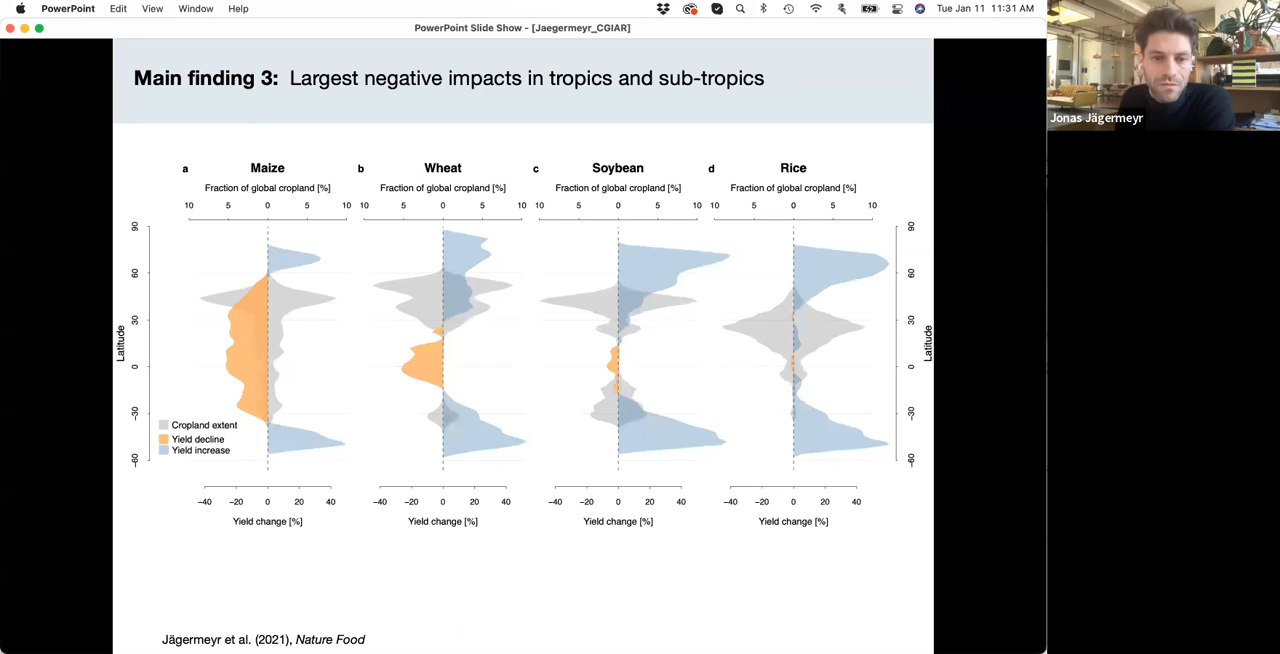 PowerPoint Edit View Window Help Tue Jan 11 11:31 AM
PowerPoint Slide Show - [Jaegermeyr_CGIAR]
Jonas Jägermeyr
Main finding 3: Largest negative impacts in tropics and sub-tropics
a Maize
Fraction of global cropland [%]
10 5 0 5 10
b Wheat
Fraction of global cropland [%]
10 5 0 5 10
c Soybean
Fraction of global cropland [%]
10 5 0 5 10
d Rice
Fraction of global cropland [%]
10 5 0 5 10
Latitude
90
60
30
0
−30
−60
Cropland extent
Yield decline
Yield increase
Latitude
90
60
30
0
−30
−60
−40 −20 0 20 40
Yield change [%]
−40 −20 0 20 40
Yield change [%]
−40 −20 0 20 40
Yield change [%]
−40 −20 0 20 40
Yield change [%]
Jägermeyr et al. (2021), Nature Food